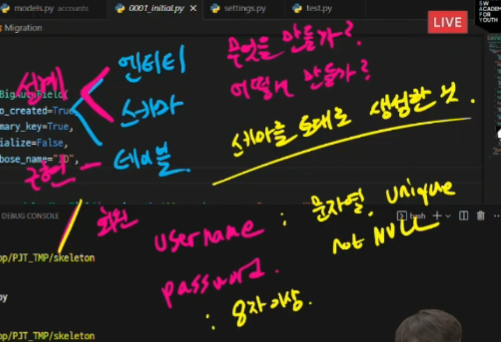 models.py accounts
0001_initial.py
settings.py
test.py
LIVE
SW ACADEMY
FOR
YOUTH
Migration
엔티티
무엇을 만들까?
설계
어떻게 만들까?
BigAutoField(
o_created=True,
스키마
mary_key=True,
스키마를 토대로 생성한 것.
ialize=False,
bose_name="ID",
구현
테이블
DEBUG CONSOLE
bash
회원
username : 문자열, unique
not NULL
op/PJT_TMP/skeleton
password
py
: 8자 이상.
op/PJT_TMP/skeleton